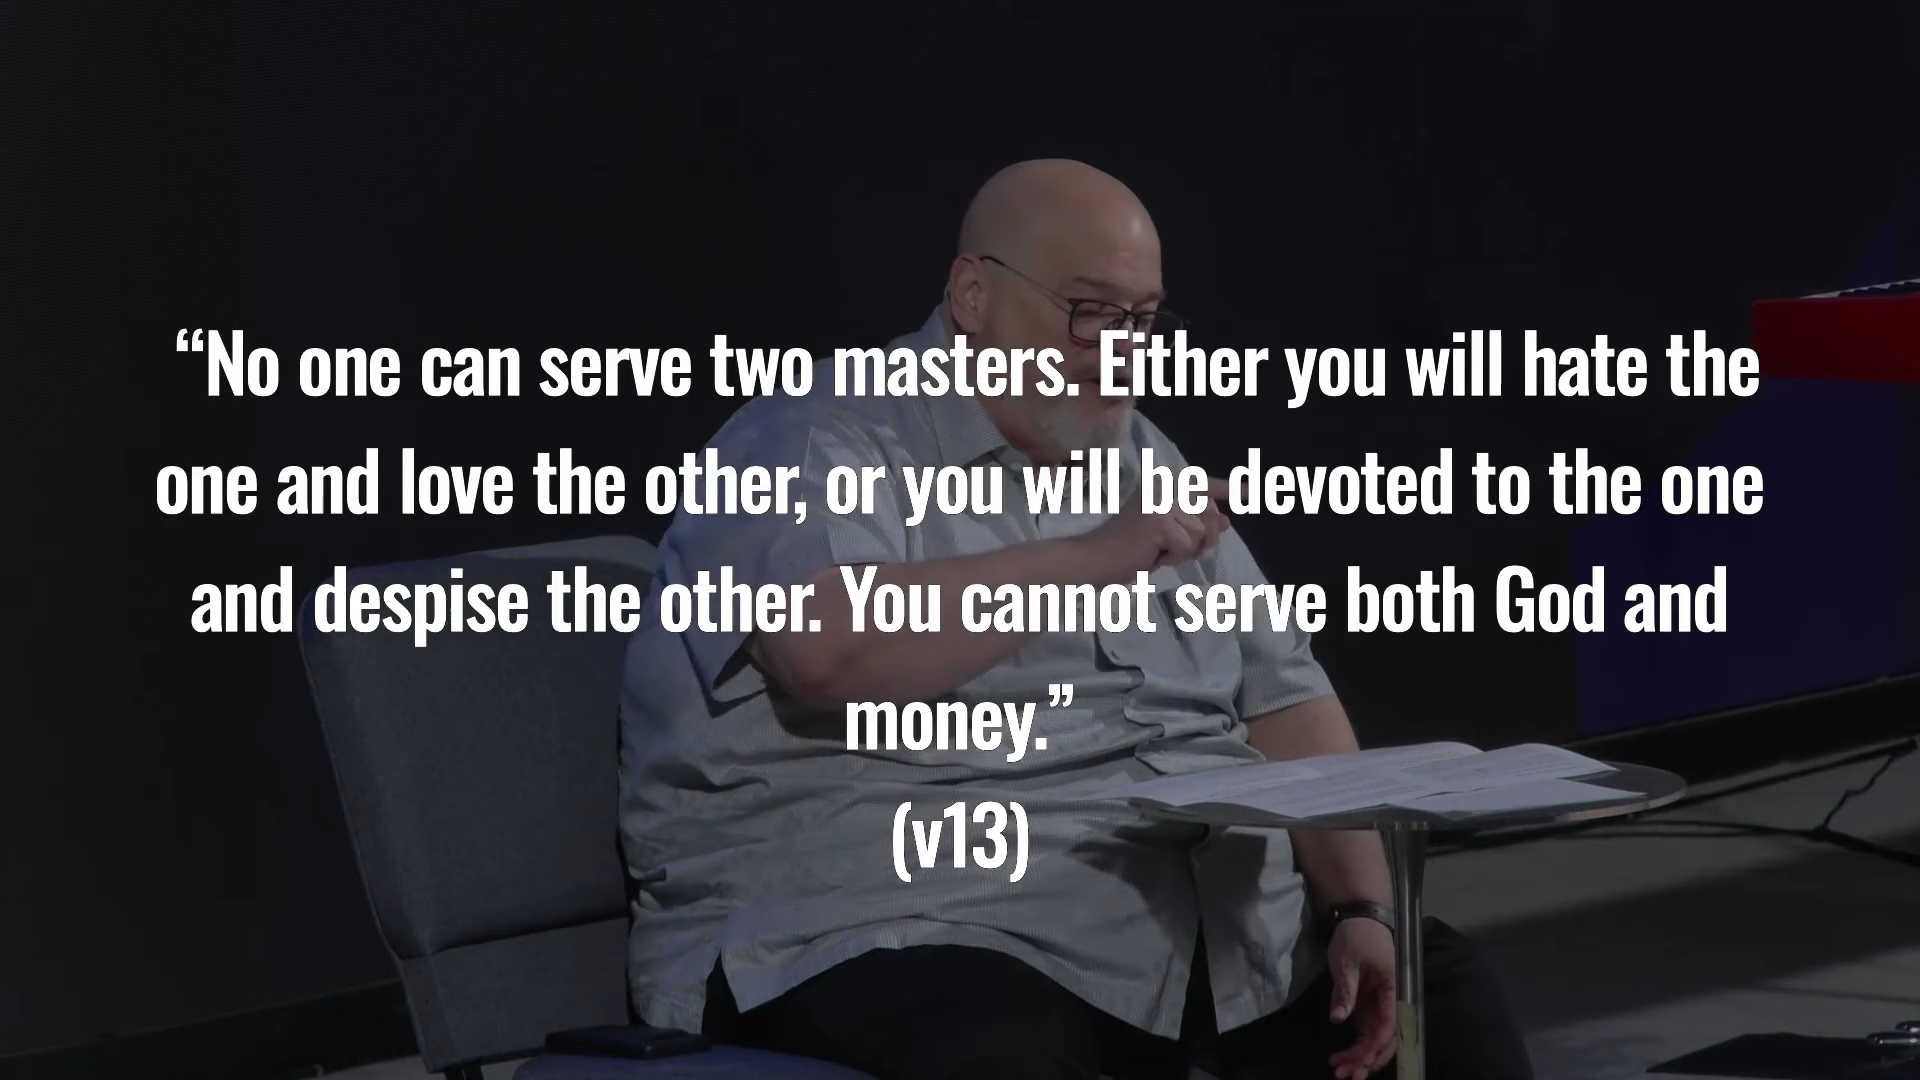 “No one can serve two masters. Either you will hate the
one and love the other, or you will be devoted to the one
and despise the other. You cannot serve both God and
money.”
(v13)